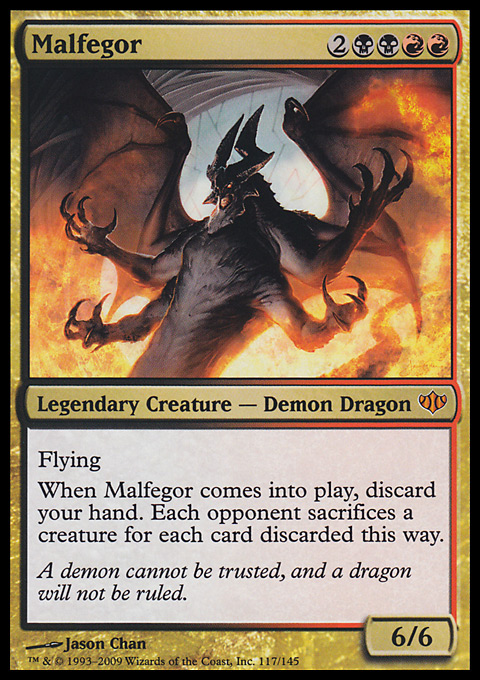 Malfegor 2
Legendary Creature — Demon Dragon
Flying
When Malfegor comes into play, discard
your hand. Each opponent sacrifices a
creature for each card discarded this way.
A demon cannot be trusted, and a dragon
will not be ruled.
Jason Chan
6/6
™ & © 1993–2009 Wizards of the Coast, Inc. 117/145